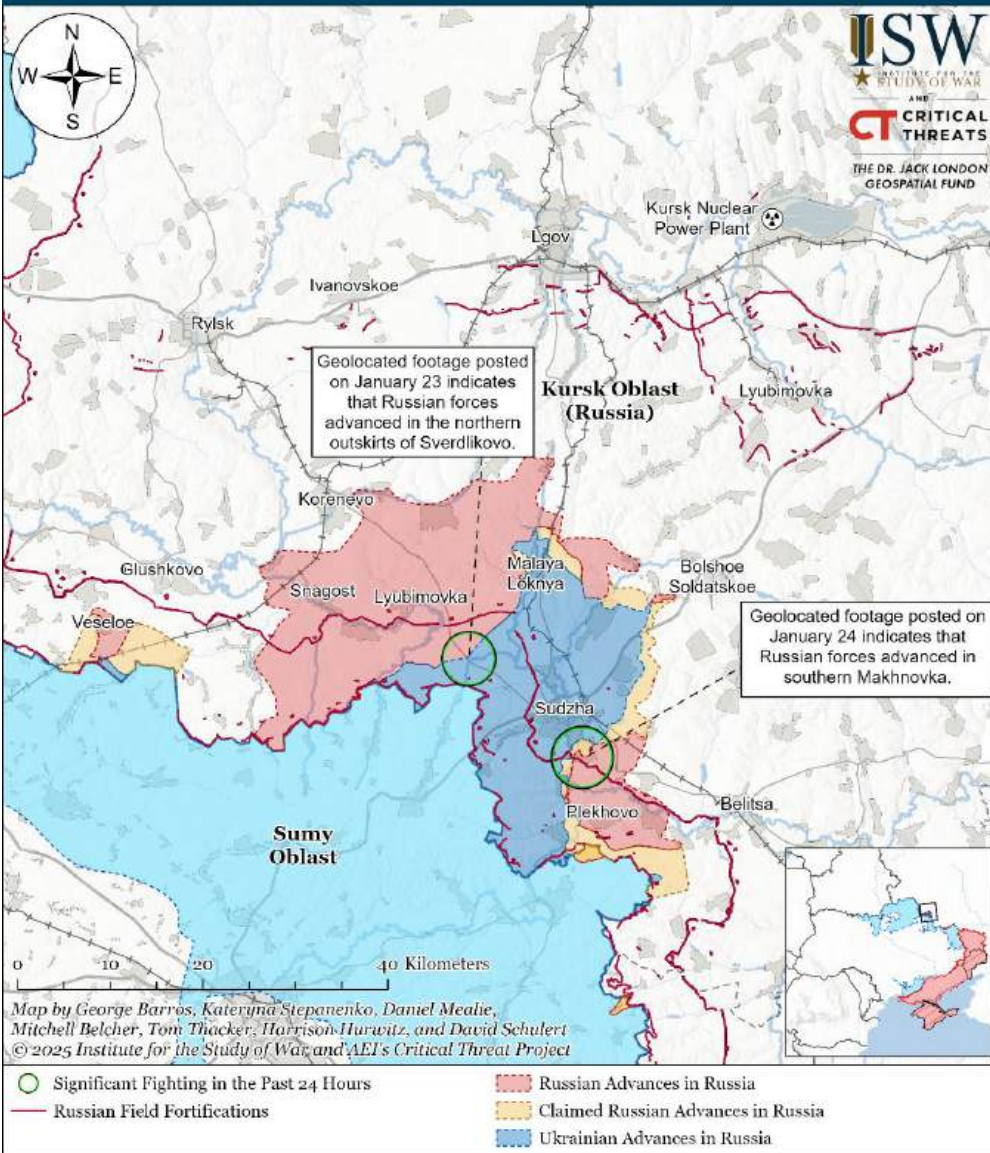 N
W E
S
ISW
INSTITUTE FOR THE
STUDY OF WAR
AND
CT CRITICAL
THREATS
THE DR. JACK LONDON
GEOSPATIAL FUND
Kursk Nuclear
Power Plant
Lgov
Ivanovskoe
Rylsk
Geolocated footage posted
on January 23 indicates
that Russian forces
advanced in the northern
outskirts of Sverdlikovo.
Kursk Oblast
(Russia)
Lyubimovka
Korenevo
Glushkovo
Snagost
Lyubimovka
Malaya
Loknya
Bolshoe
Soldatskoe
Veseloe
Geolocated footage posted on
January 24 indicates that
Russian forces advanced in
southern Makhnovka.
Sudzha
Plekhovo
Belitsa
Sumy
Oblast
0 10 20 40 Kilometers
Map by George Barros, Kateryna Stepanenko, Daniel Mealie,
Mitchell Belcher, Tom Thacker, Harrison Hurwitz, and David Schulert
© 2025 Institute for the Study of War and AEI's Critical Threat Project
Significant Fighting in the Past 24 Hours
Russian Field Fortifications
Russian Advances in Russia
Claimed Russian Advances in Russia
Ukrainian Advances in Russia